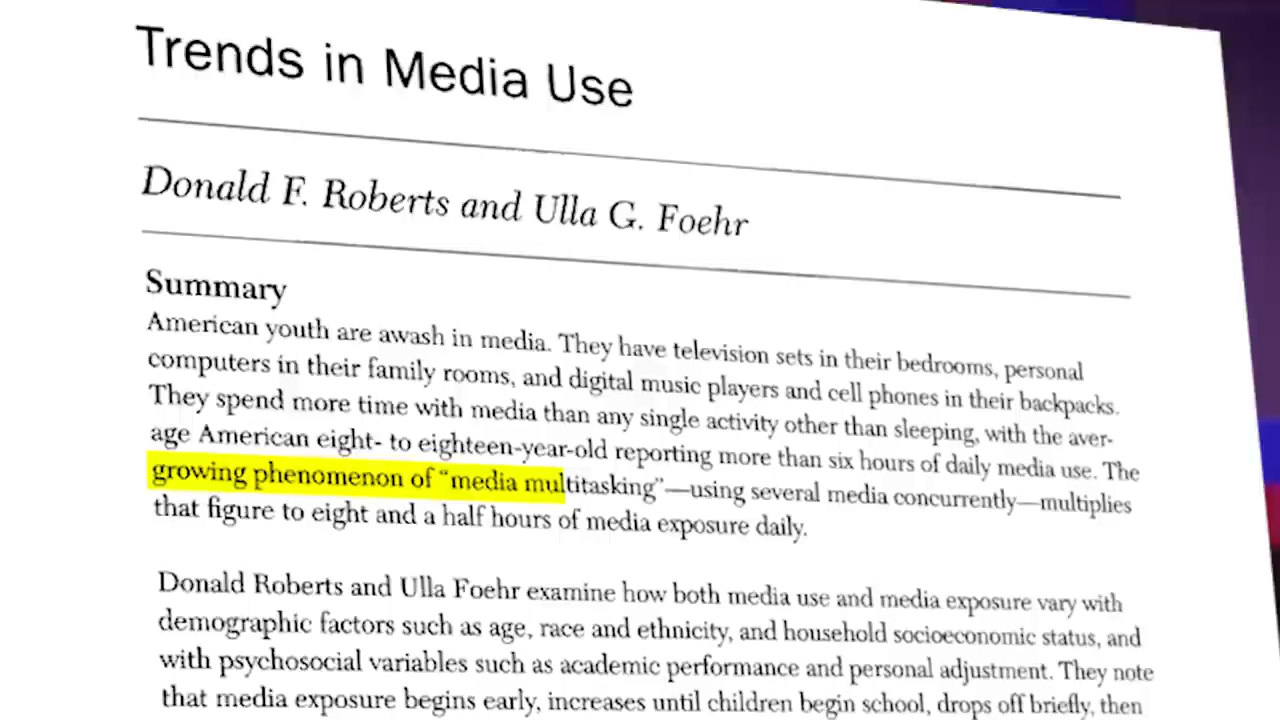 Trends in Media Use
Donald F. Roberts and Ulla G. Foehr
Summary
American youth are awash in media. They have television sets in their bedrooms, personal
computers in their family rooms, and digital music players and cell phones in their backpacks.
They spend more time with media than any single activity other than sleeping, with the aver-
age American eight- to eighteen-year-old reporting more than six hours of daily media use. The
growing phenomenon of “media multitasking”—using several media concurrently—multiplies
that figure to eight and a half hours of media exposure daily.
Donald Roberts and Ulla Foehr examine how both media use and media exposure vary with
demographic factors such as age, race and ethnicity, and household socioeconomic status, and
with psychosocial variables such as academic performance and personal adjustment. They note
that media exposure begins early, increases until children begin school, drops off briefly, then